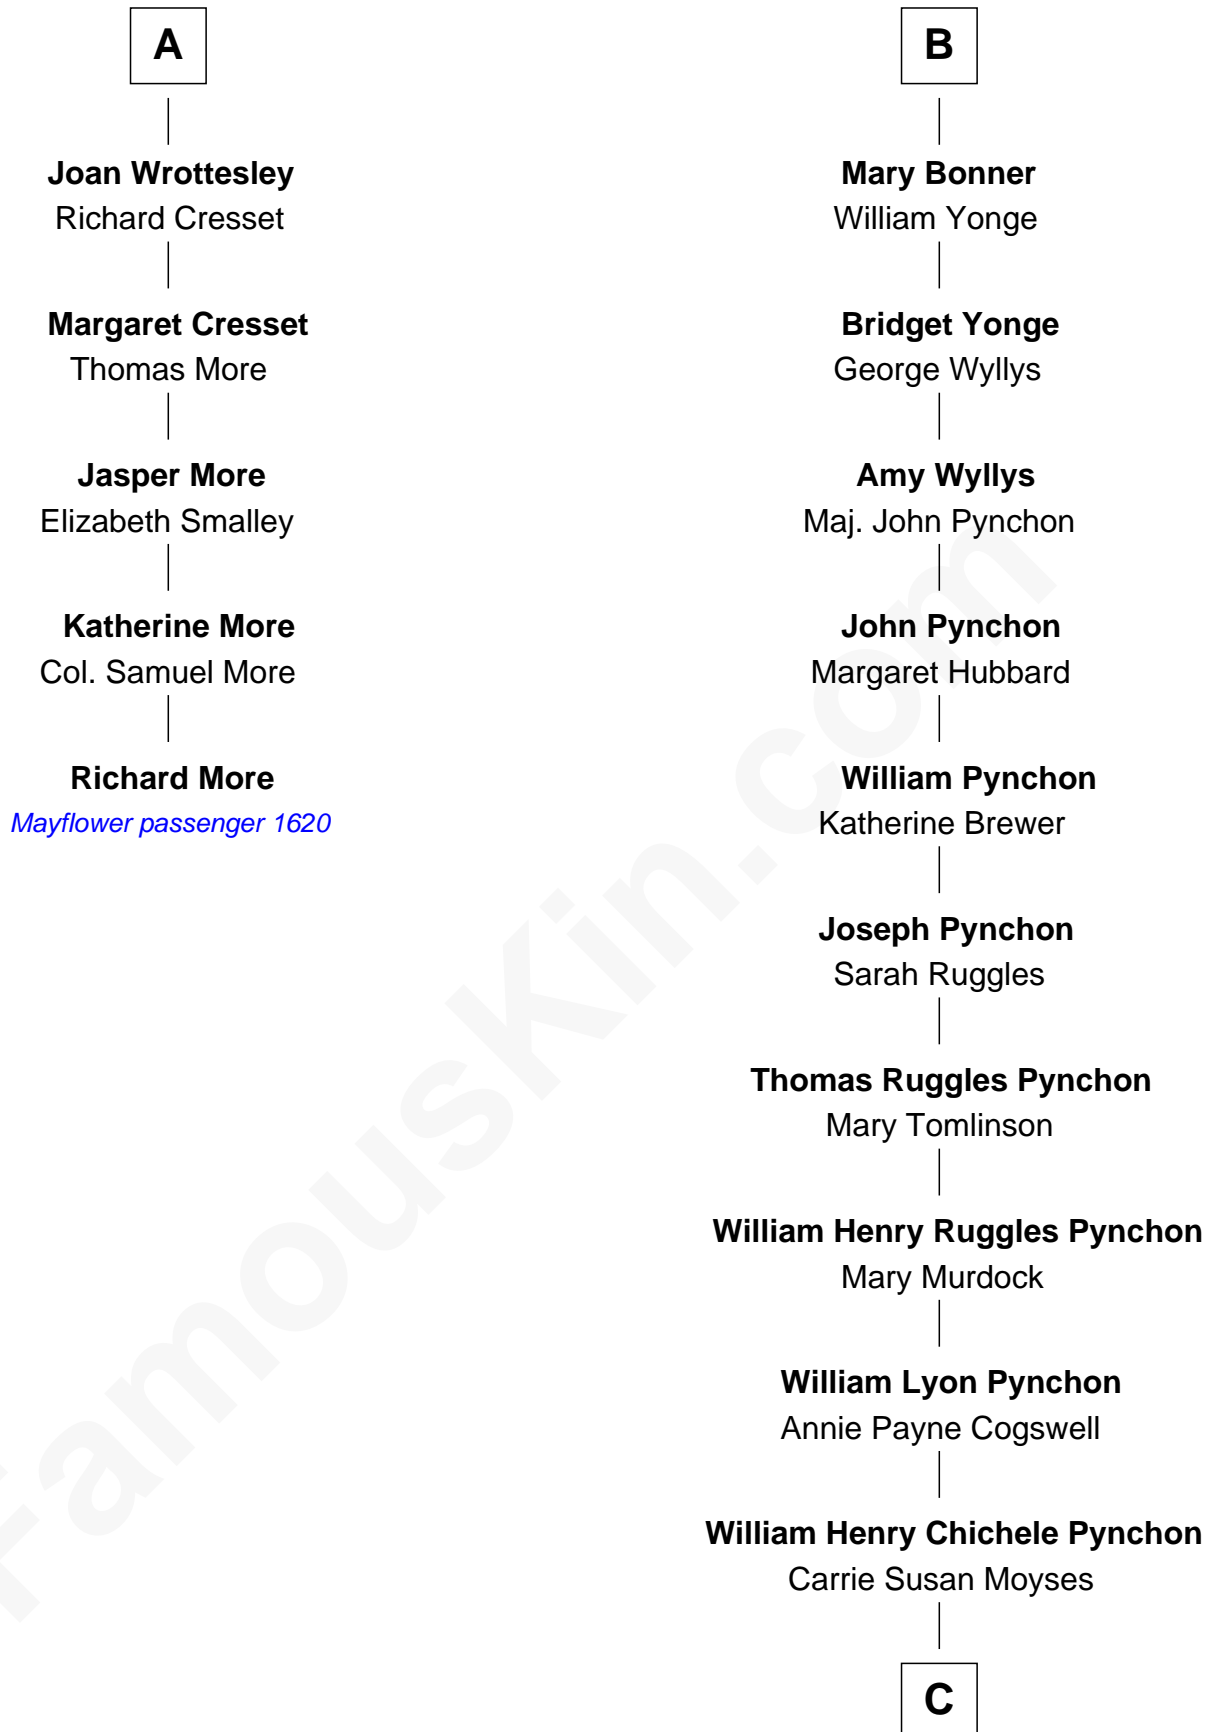 A
Joan Wrottesley
Richard Cresset
Margaret Cresset
Thomas More
Jasper More
Elizabeth Smalley
Katherine More
Col. Samuel More
Richard More
Mayflower passenger 1620
B
Mary Bonner
William Yonge
Bridget Yonge
George Wyllys
Amy Wyllys
Maj. John Pynchon
John Pynchon
Margaret Hubbard
William Pynchon
Katherine Brewer
Joseph Pynchon
Sarah Ruggles
Thomas Ruggles Pynchon
Mary Tomlinson
William Henry Ruggles Pynchon
Mary Murdock
William Lyon Pynchon
Annie Payne Cogswell
William Henry Chichele Pynchon
Carrie Susan Moyses
C
FamousKin.com